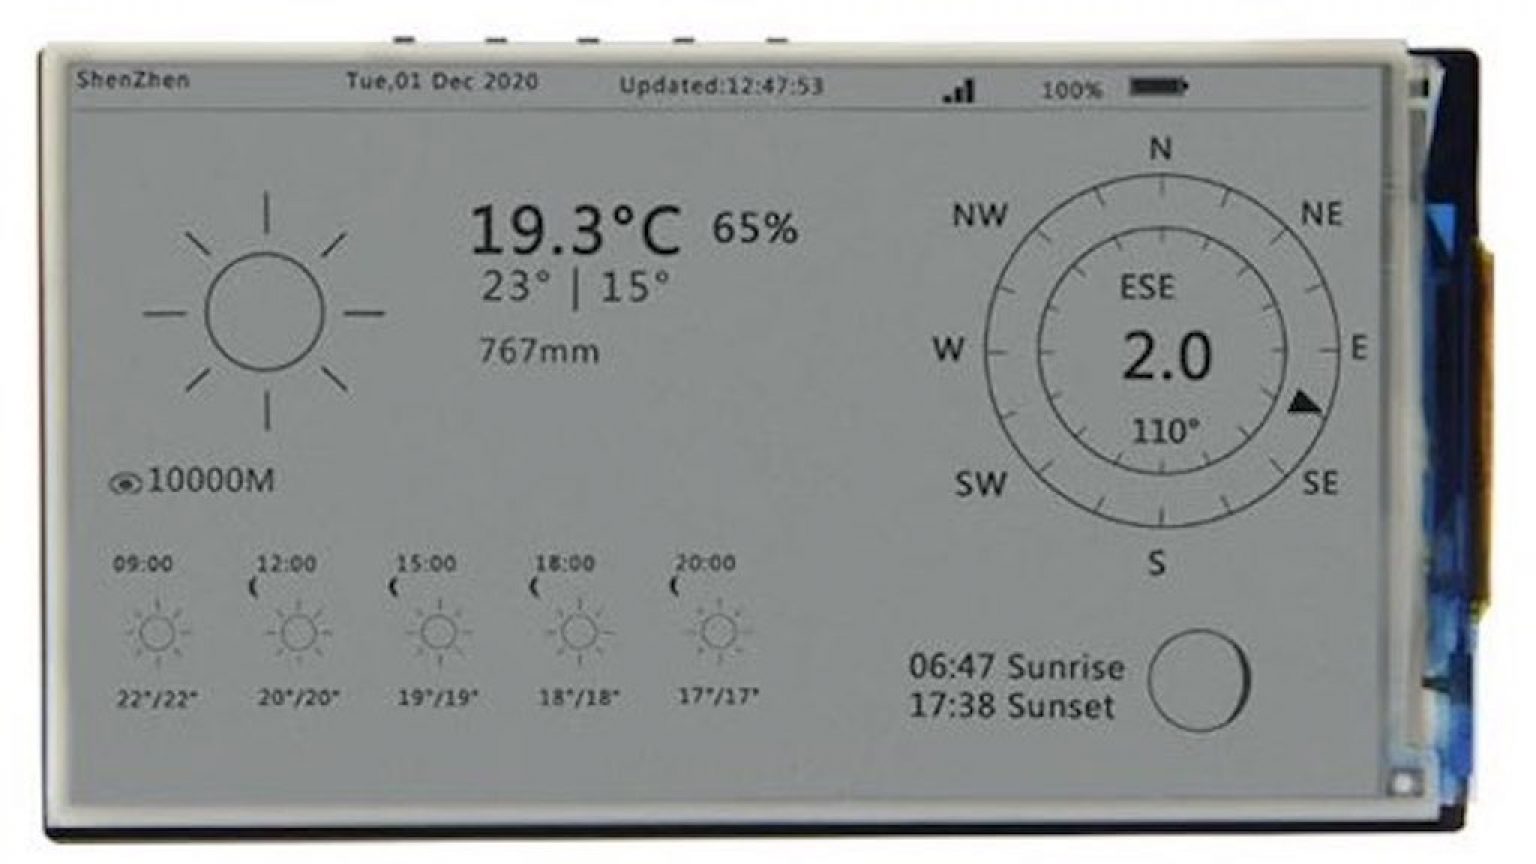 ShenZhen Tue,01 Dec 2020 Updated:12:47:53 100%
19.3°C 65%
23° | 15°
767mm
10000M
N
NW NE
ESE
W 2.0 E
110°
SW SE
S
09:00 12:00 15:00 18:00 20:00
22°/22° 20°/20° 19°/19° 18°/18° 17°/17°
06:47 Sunrise
17:38 Sunset